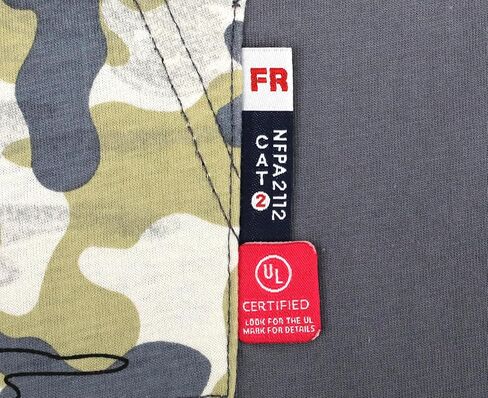 FR
NFPA 2112
CAT 2
UL
CERTIFIED
LOOK FOR THE UL
MARK FOR DETAILS